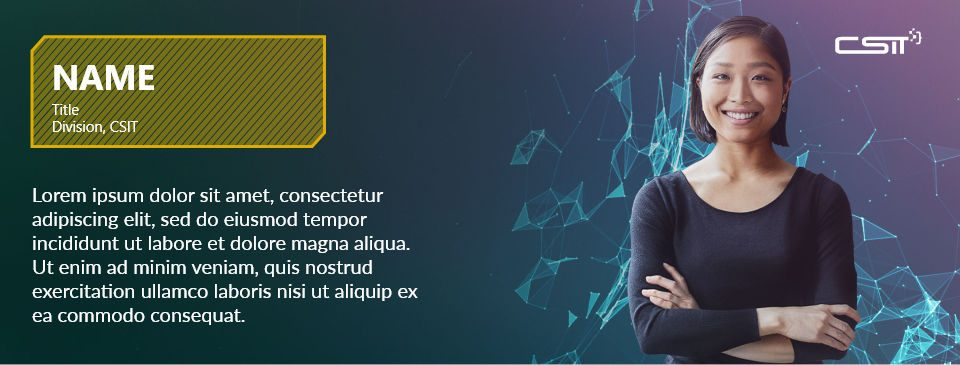 NAME
Title
Division, CSIT
CSIT
Lorem ipsum dolor sit amet, consectetur
adipiscing elit, sed do eiusmod tempor
incididunt ut labore et dolore magna aliqua.
Ut enim ad minim veniam, quis nostrud
exercitation ullamco laboris nisi ut aliquip ex
ea commodo consequat.